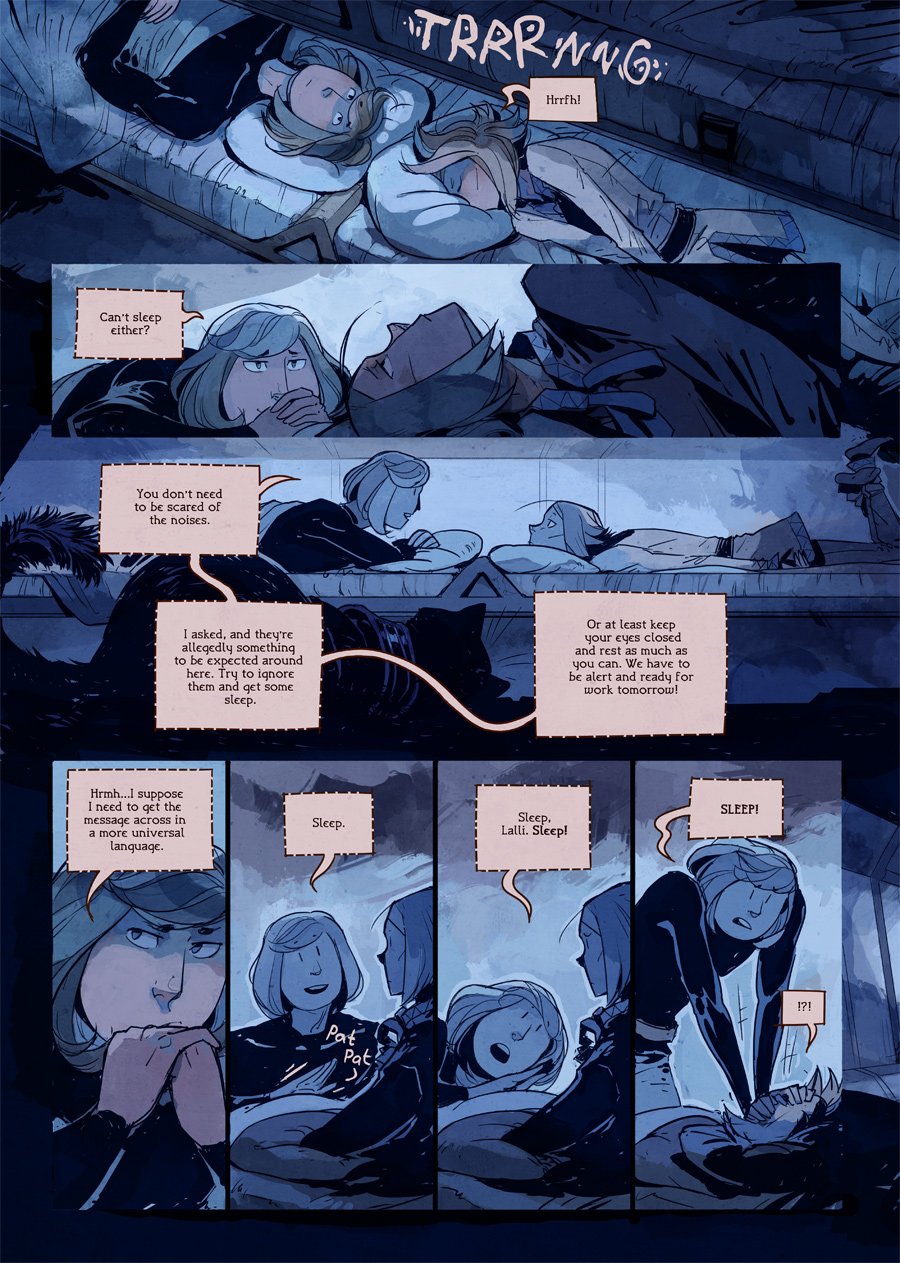 TRRRINNG
Hrrfh!
Can't sleep
either?
You don't need
to be scared of
the noises.
I asked, and they're
allegedly something
to be expected around
here. Try to ignore
them and get some
sleep.
Or at least keep
your eyes closed
and rest as much as
you can. We have to
be alert and ready for
work tomorrow!
Hrmh...I suppose
I need to get the
message across in
a more universal
language.
Sleep.
Pat
Pat
Sleep,
Lalli. Sleep!
SLEEP!
!?!